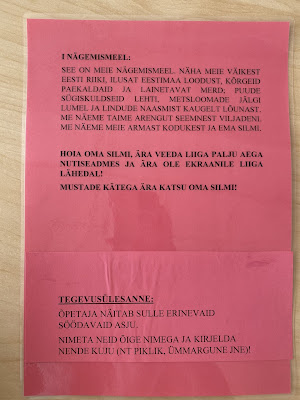 I NÄGEMISMEEL:
SEE ON MEIE NÄGEMISMEEL. NÄHA MEIE VÄIKEST
EESTI RIIKI, ILUSAT EESTIMAA LOODUST, KÕRGEID
PAEKALDAID JA LAINETAVAT MERD; PUUDE
SÜGISKULDSEID LEHTI, METSLOOMADE JÄLGI
LUMEL JA LINDUDE NAASMIST KAUGELT LÕUNAST.
ME NÄEME TAIME ARENGUT SEEMNEST VILJADENI.
ME NÄEME MEIE ARMAST KODUKEST JA EMA SILMI.
HOIA OMA SILMI, ÄRA VEEDA LIIGA PALJU AEGA
NUTISEADMES JA ÄRA OLE EKRAANILE LIIGA
LÄHEDAL!
MUSTADE KÄTEGA ÄRA KATSU OMA SILMI!
TEGEVUSÜLESANNE:
ÕPETAJA NÄITAB SULLE ERINEVAID
SÖÖDAVAID ASJU.
NIMETA NEID ÕIGE NIMEGA JA KIRJELDA
NENDE KUJU (NT PIKLIK, ÜMMARGUNE JNE)!